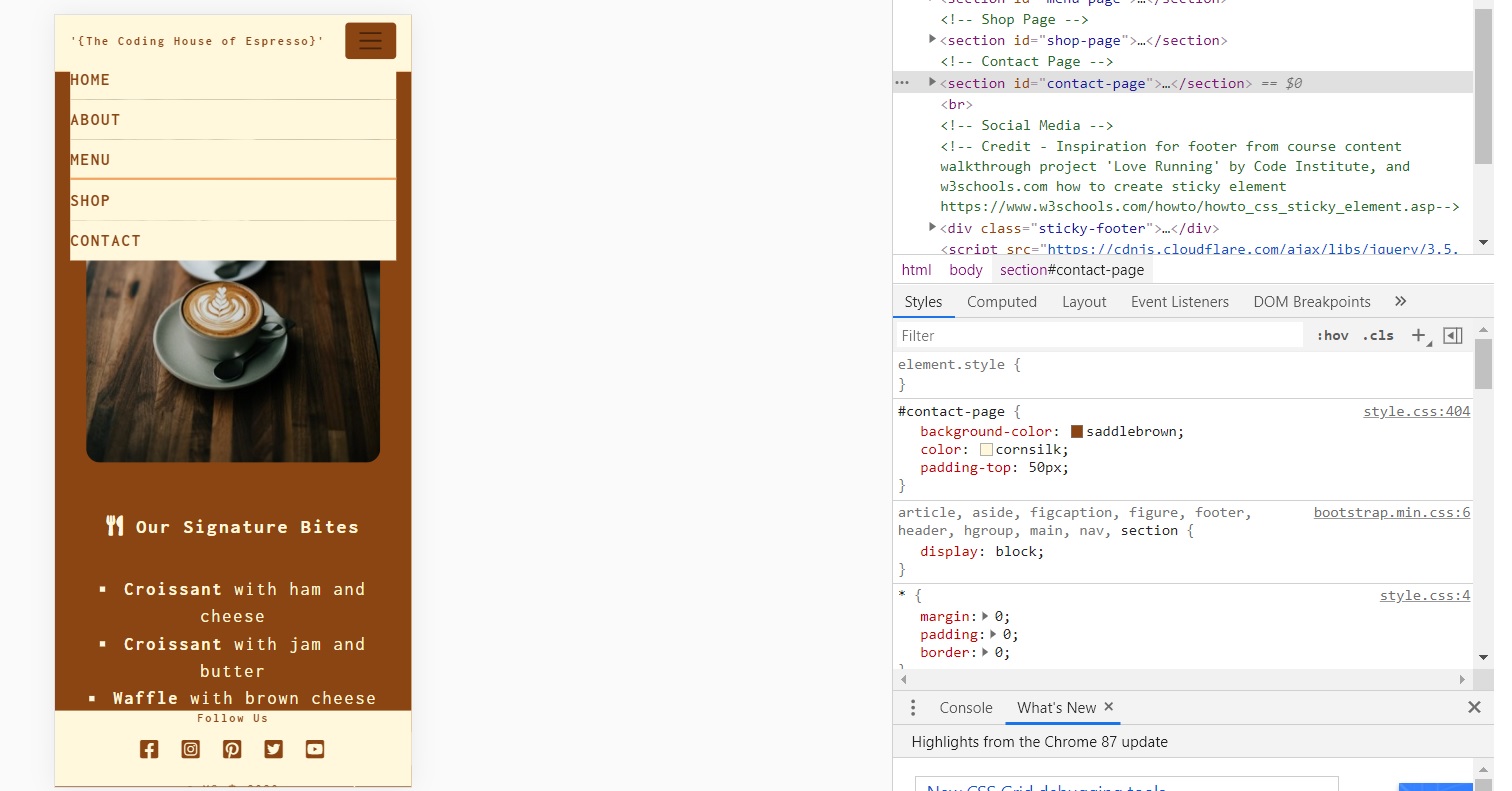 '{The Coding House of Espresso}'
HOME
ABOUT
MENU
SHOP
CONTACT
Our Signature Bites
▪ Croissant with ham and
cheese
▪ Croissant with jam and
butter
▪ Waffle with brown cheese
Follow Us
<!-- Shop Page -->
<section id="shop-page">…</section>
<!-- Contact Page -->
<section id="contact-page">…</section> == $0
<br>
<!-- Social Media -->
<!-- Credit - Inspiration for footer from course content
walkthrough project 'Love Running' by Code Institute, and
w3schools.com how to create sticky element
https://www.w3schools.com/howto/howto_css_sticky_element.asp-->
<div class="sticky-footer">…</div>
<script src="https://cdnjs.cloudflare.com/ajax/libs/jquery/3.5.
html body section#contact-page
Styles Computed Layout Event Listeners DOM Breakpoints »
Filter :hov .cls +
element.style {
}
#contact-page { style.css:404
background-color: saddlebrown;
color: cornsilk;
padding-top: 50px;
}
article, aside, figcaption, figure, footer, bootstrap.min.css:6
header, hgroup, main, nav, section {
display: block;
}
* { style.css:4
margin: 0;
padding: 0;
border: 0;
Console What's New ×
Highlights from the Chrome 87 update
New CSS Grid debugging tools